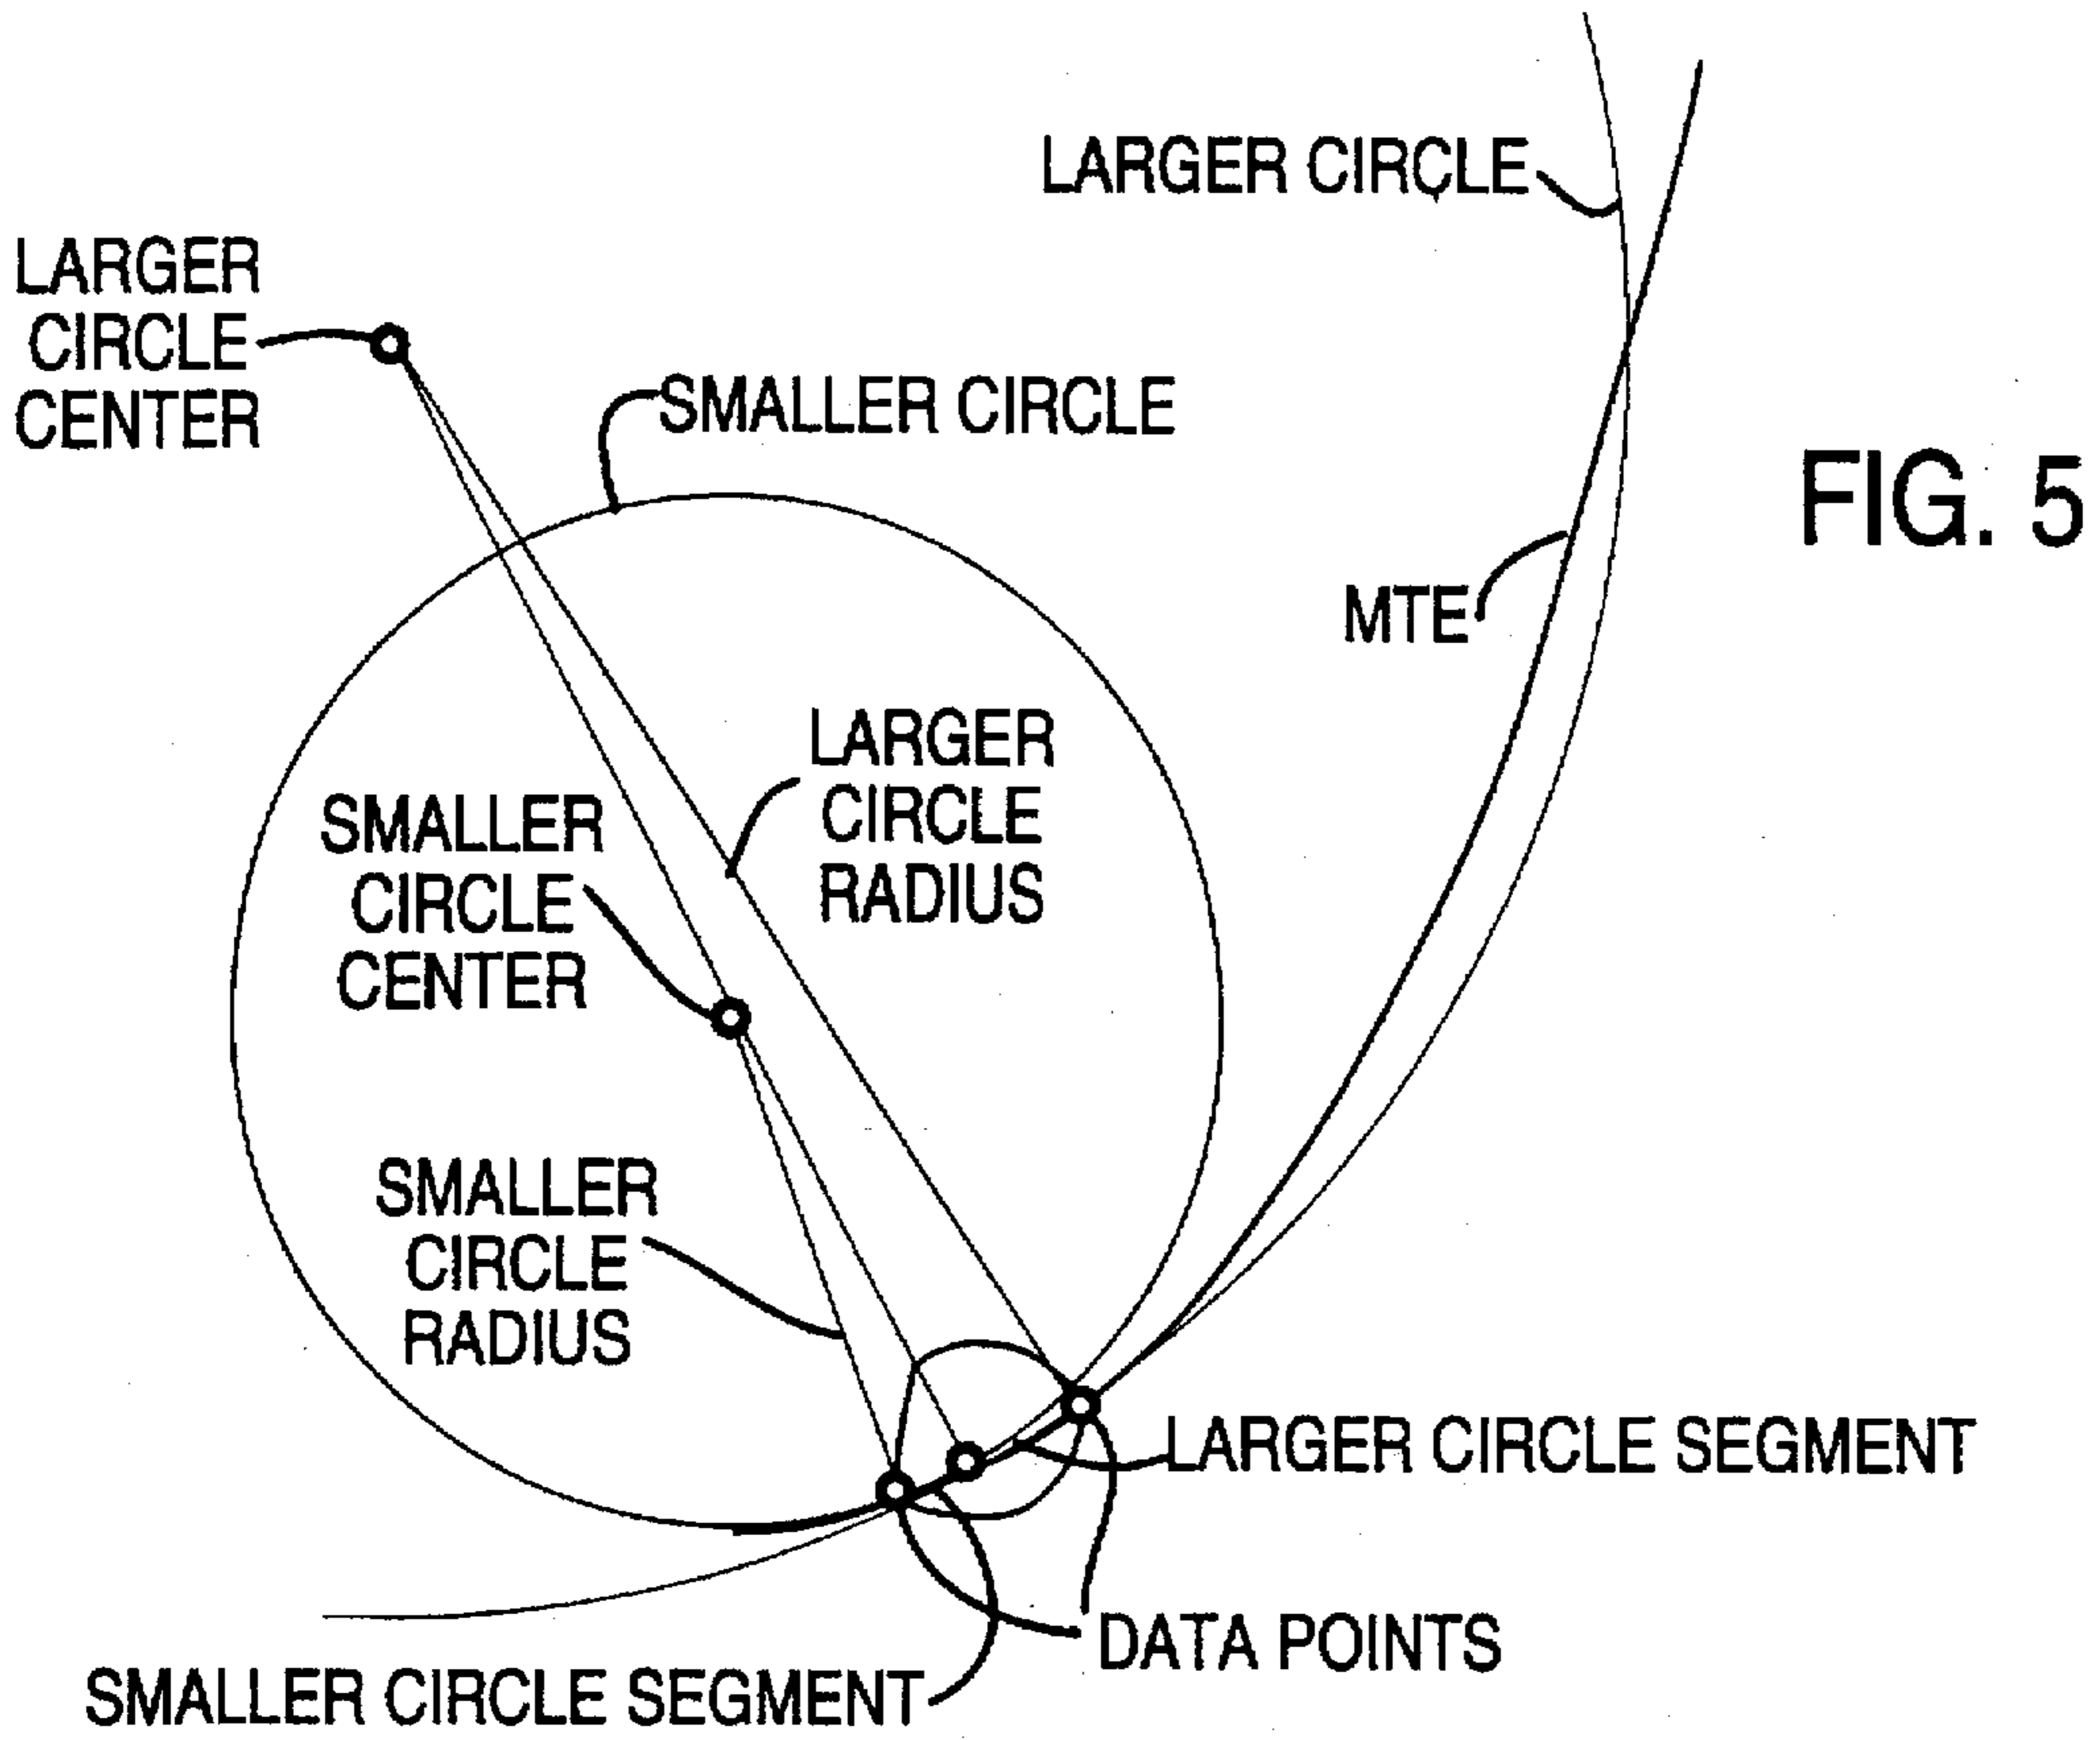 LARGER CIRCLE
LARGER
CIRCLE
CENTER
SMALLER CIRCLE
FIG. 5
MTE
LARGER
CIRCLE
RADIUS
SMALLER
CIRCLE
CENTER
SMALLER
CIRCLE
RADIUS
LARGER CIRCLE SEGMENT
DATA POINTS
SMALLER CIRCLE SEGMENT